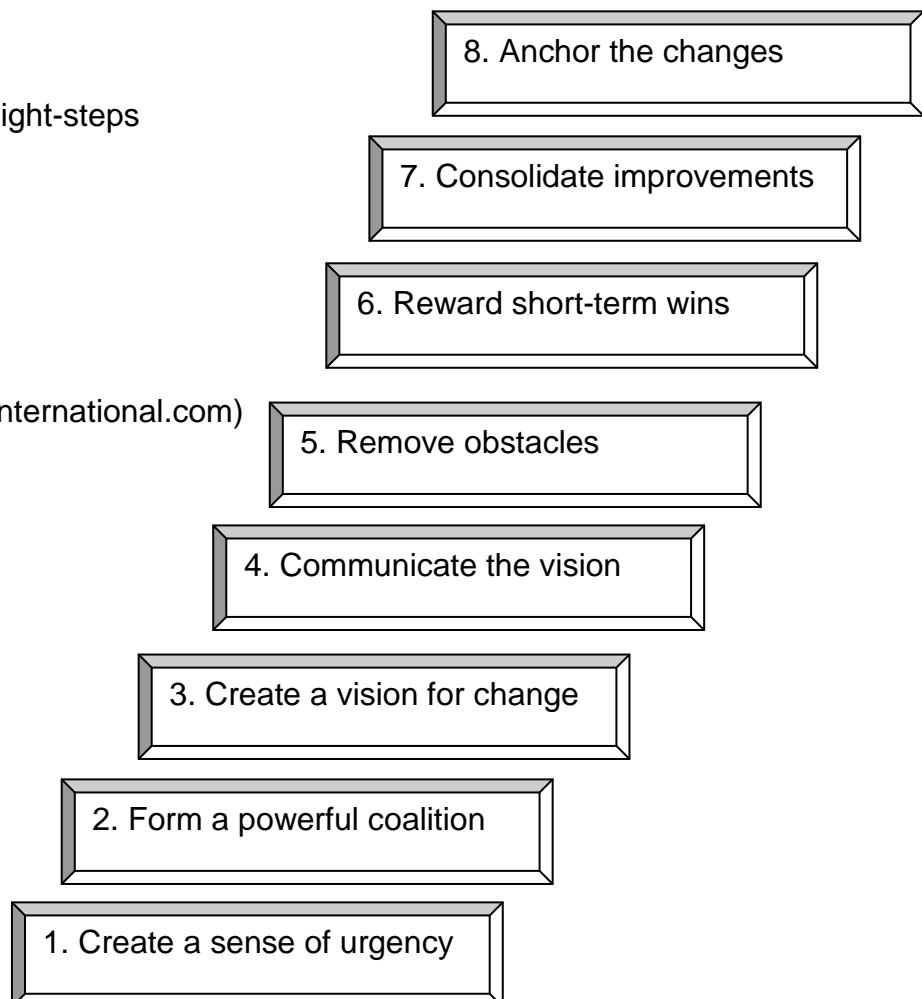 8. Anchor the changes
ight-steps
7. Consolidate improvements
6. Reward short-term wins
nternational.com)
5. Remove obstacles
4. Communicate the vision
3. Create a vision for change
2. Form a powerful coalition
1. Create a sense of urgency